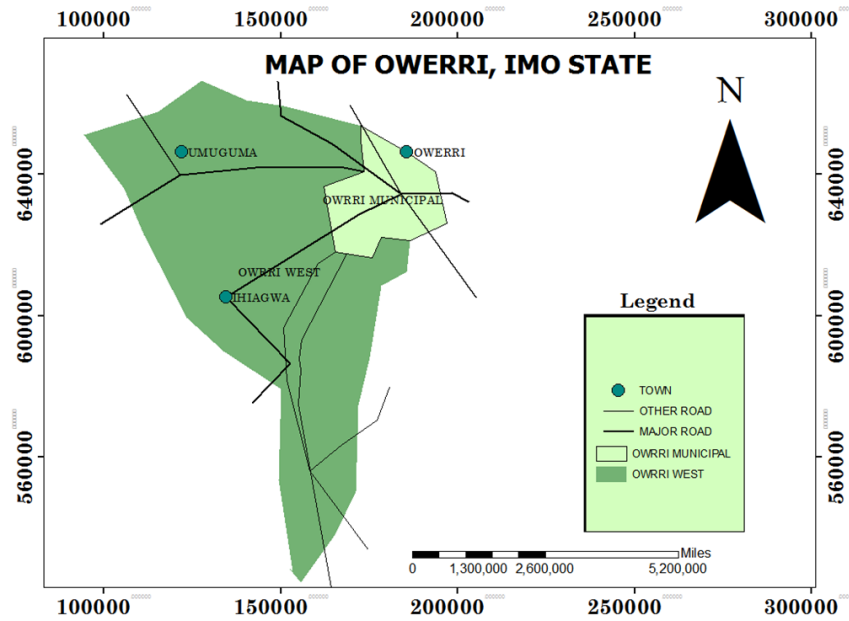 100000 150000 200000 250000 300000
MAP OF OWERRI, IMO STATE
N
UMUGUMA
OWERRI
OWRRI MUNICIPAL
OWRRI WEST
IHIAGWA
640000 640000
600000 600000
560000 560000
Legend
TOWN
OTHER ROAD
MAJOR ROAD
OWRRI MUNICIPAL
OWRRI WEST
Miles
0 1,300,000 2,600,000 5,200,000
100000 150000 200000 250000 300000